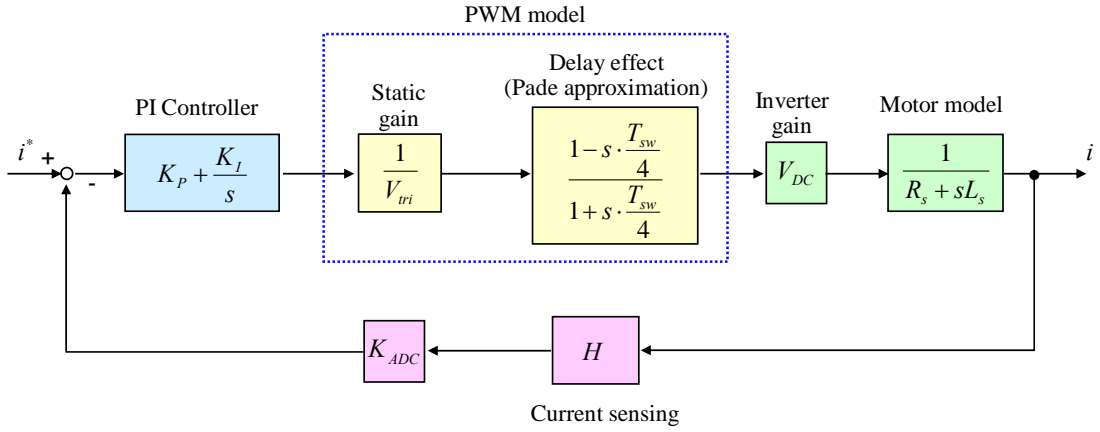 PWM model
Delay effect
(Pade approximation)
Static
gain
PI Controller
Inverter
gain
Motor model
i* + -
K_P + K_I / s
1 / V_tri
1 - s · T_sw / 4
1 + s · T_sw / 4
V_DC
1 / R_s + sL_s
i
K_ADC
H
Current sensing